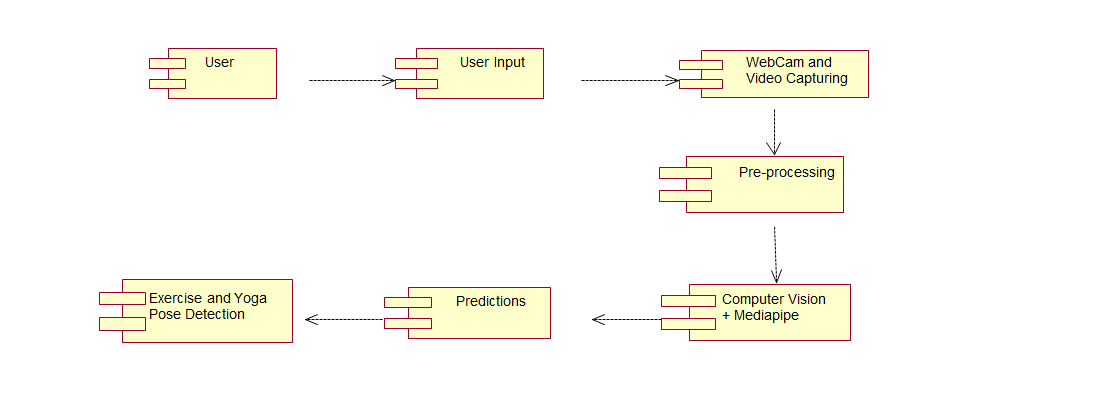 User
User Input
WebCam and
Video Capturing
Pre-processing
Computer Vision
+ Mediapipe
Predictions
Exercise and Yoga
Pose Detection